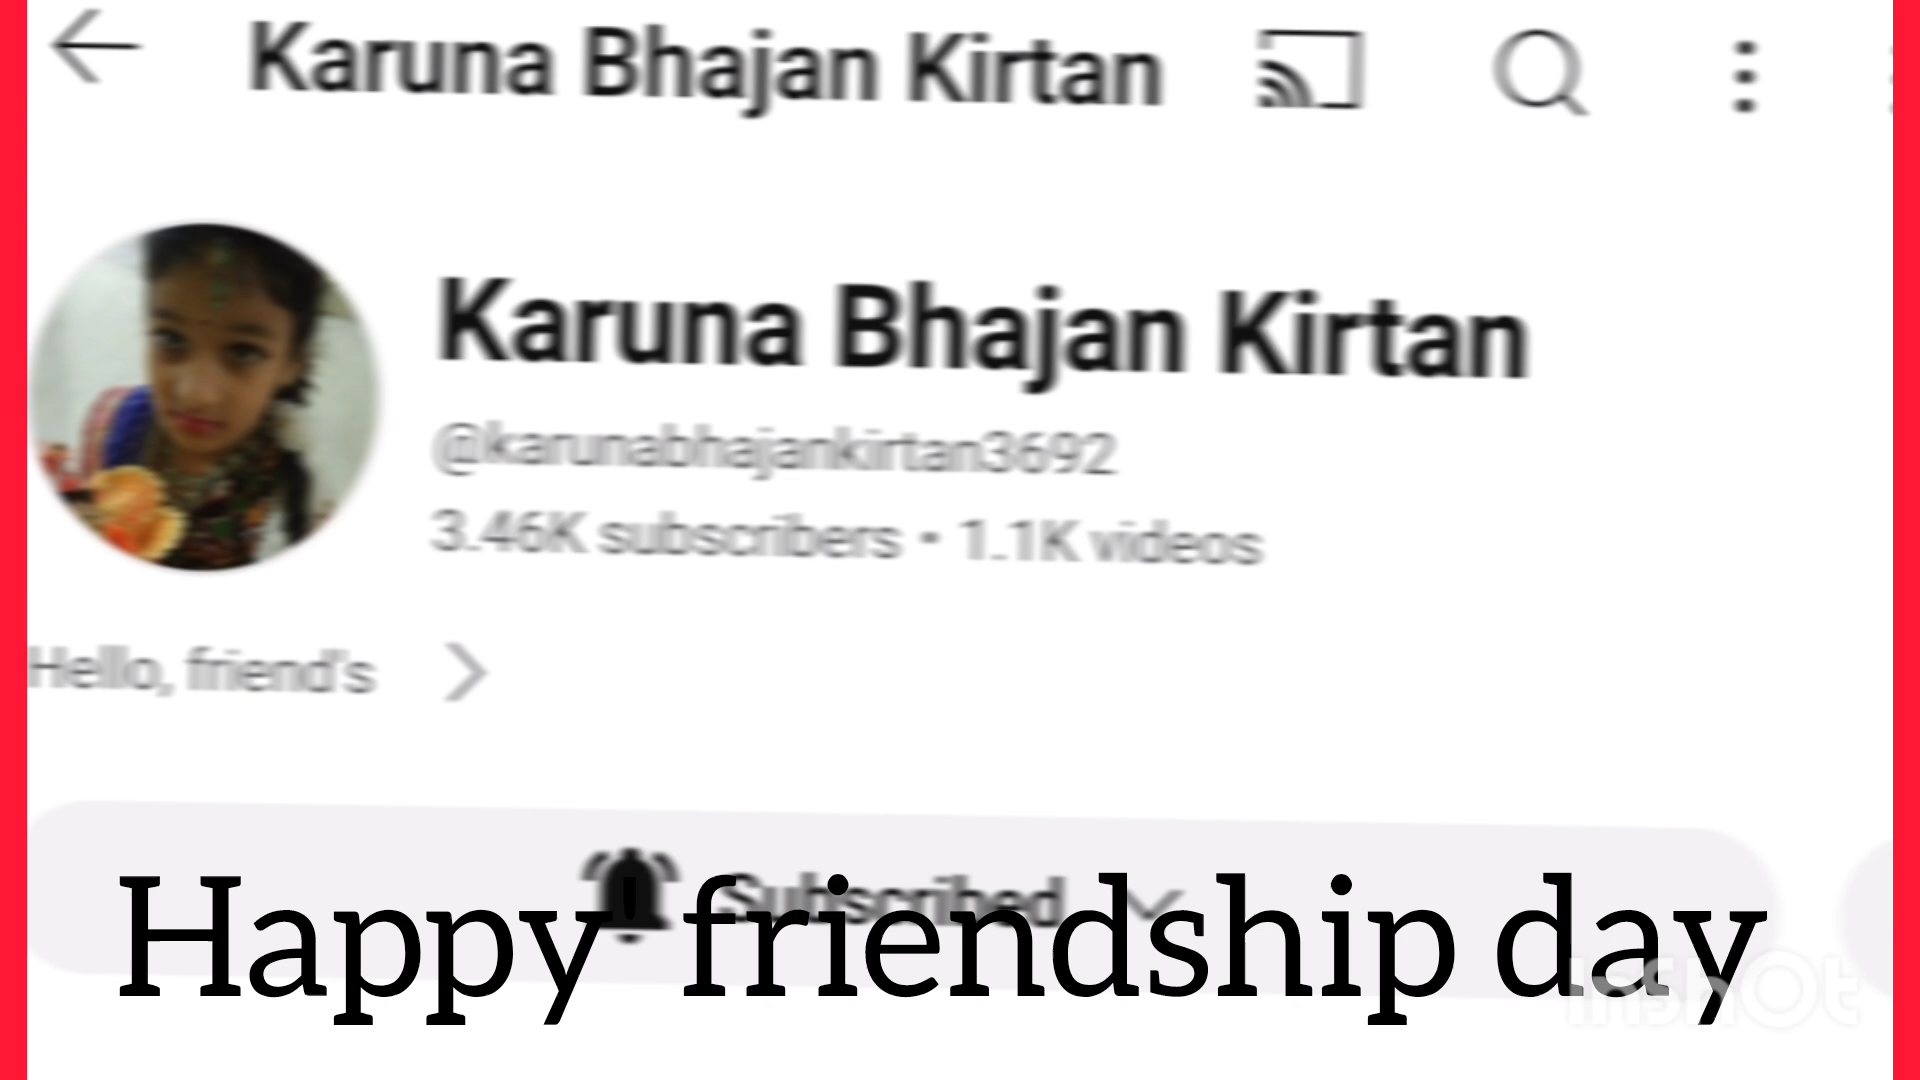 Karuna Bhajan Kirtan
Karuna Bhajan Kirtan
@karunabhajankirtan3692
3.46K subscribers • 1.1K videos
Hello, friend's
Subscribed
Happy' friendship day
InShOt